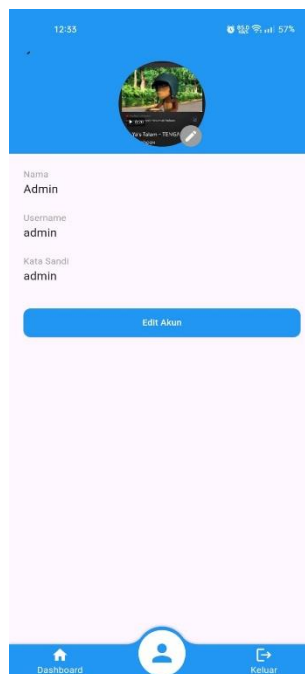 12:33
57%
Nama
Admin
Username
admin
Kata Sandi
admin
Edit Akun
Dashboard
Keluar